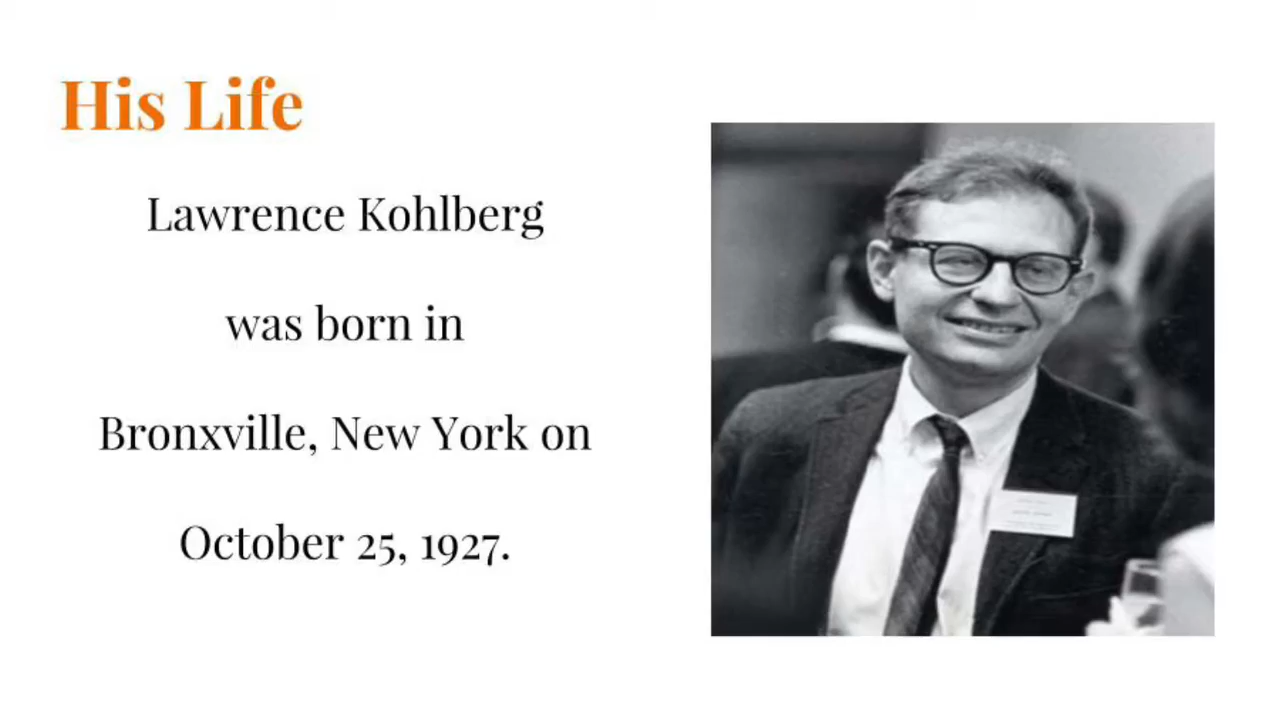 His Life
Lawrence Kohlberg
was born in
Bronxville, New York on
October 25, 1927.